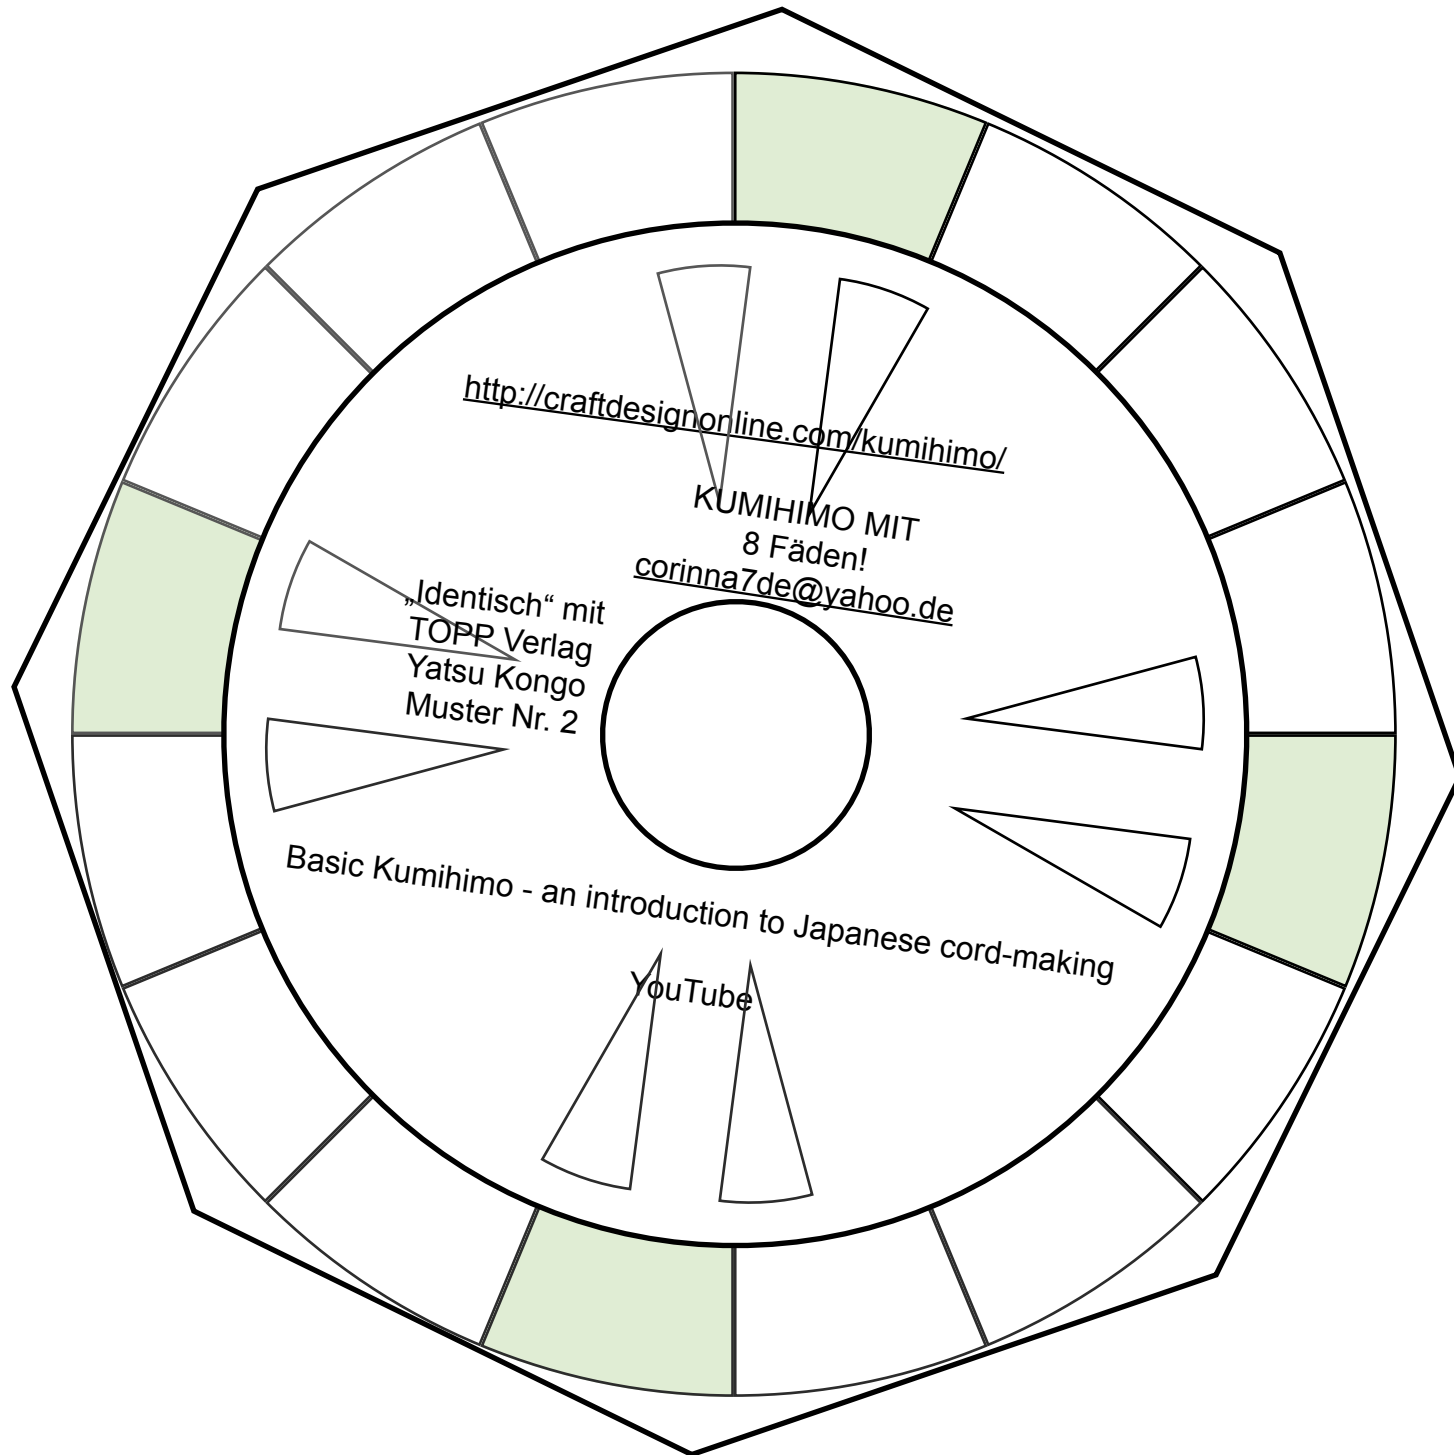 http://craftdesignonline.com/kumihimo/
KUMIHIMO MIT
8 Fäden!
corinna7de@yahoo.de
„Identisch“ mit
TOPP Verlag
Yatsu Kongo
Muster Nr. 2
Basic Kumihimo - an introduction to Japanese cord-making
YouTube